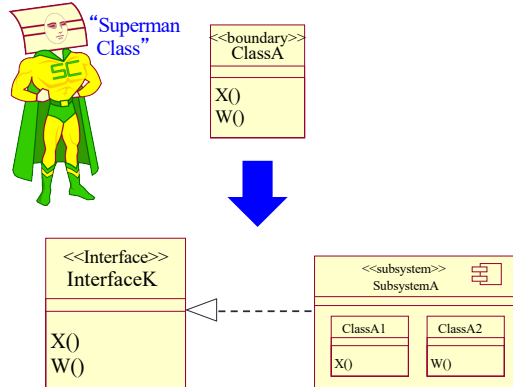 “Superman
Class”
SC
<<boundary>>
ClassA
X()
W()
<<Interface>>
InterfaceK
X()
W()
<<subsystem>>
SubsystemA
ClassA1
X()
ClassA2
W()